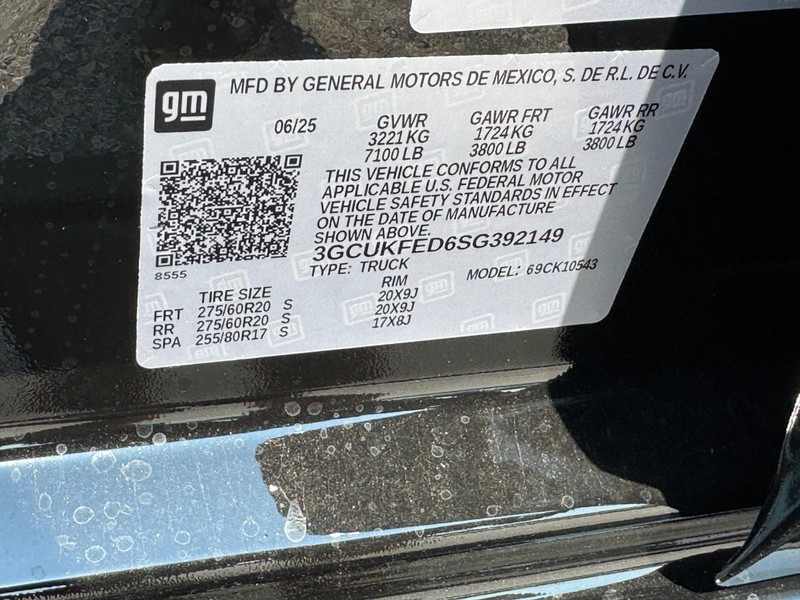 gm
MFD BY GENERAL MOTORS DE MEXICO, S. DE R.L. DE C.V.
06/25 GVWR GAWR FRT GAWR RR
3221 KG 1724 KG 1724 KG
7100 LB 3800 LB 3800 LB
THIS VEHICLE CONFORMS TO ALL
APPLICABLE U.S. FEDERAL MOTOR
VEHICLE SAFETY STANDARDS IN EFFECT
ON THE DATE OF MANUFACTURE
SHOWN ABOVE.
3GCUKFED6SG392149
8555
TYPE: TRUCK MODEL: 69CK10543
TIRE SIZE RIM
FRT 275/60R20 S 20X9J
RR 275/60R20 S 20X9J
SPA 255/80R17 S 17X8J